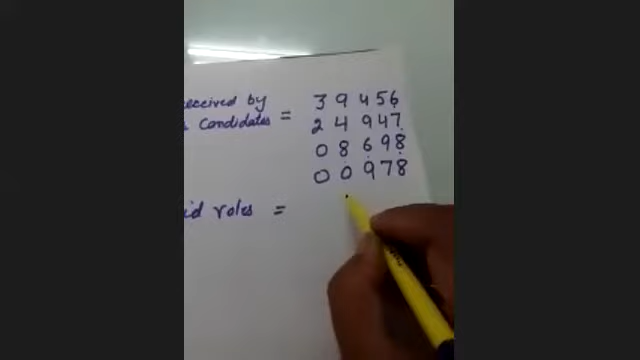 eceived by
Candidates = 39456
24947
08698
00978
id votes =